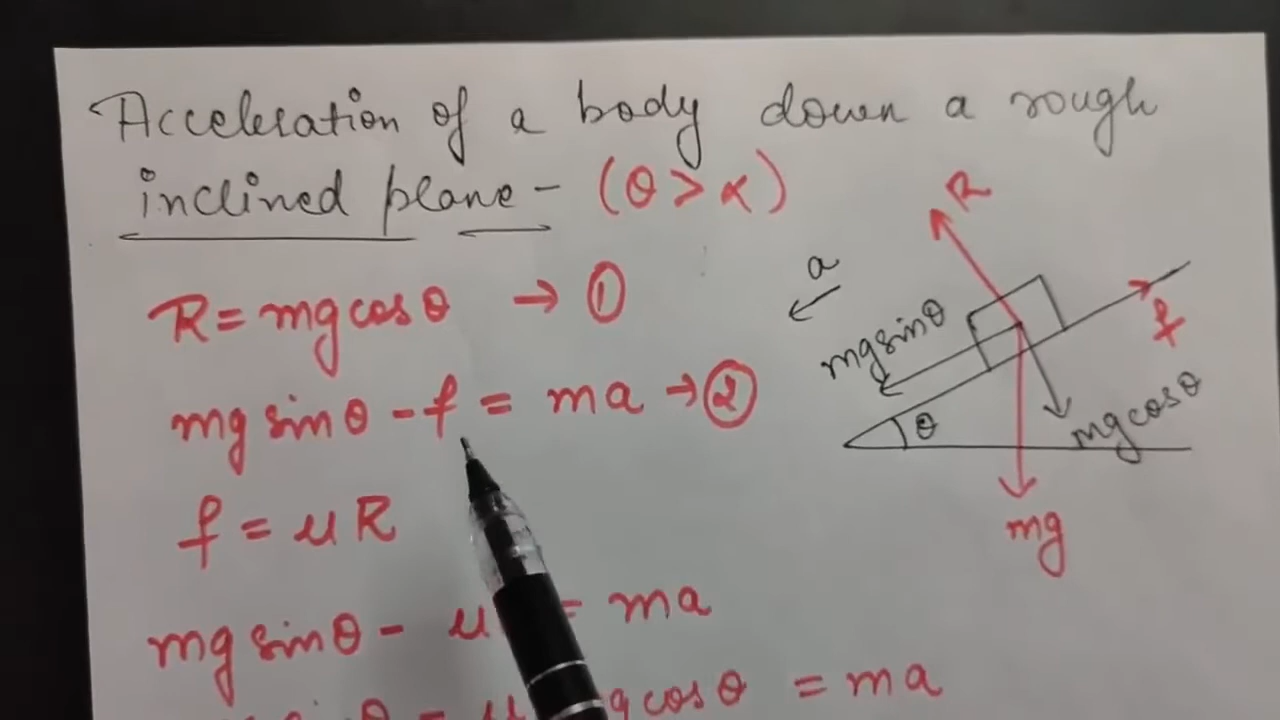 Acceleration of a body down a rough
inclined plane - (θ > α)
R = mg cos θ → ①
mg sin θ - f = ma → ②
f = μR
mg sin θ - μ = ma
θ - μ g cos θ = ma
R
a
mg sin θ
f
θ
mg cos θ
mg